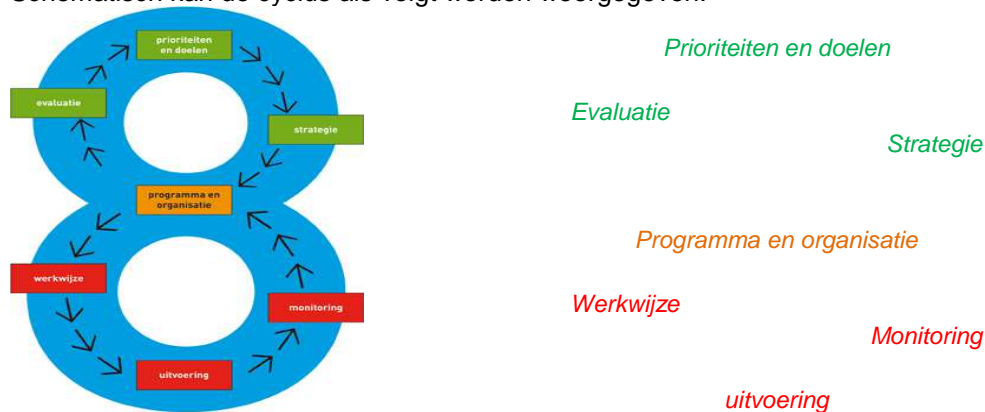 Schematisch kan de cyclus als volgt worden weergegeven:
prioriteiten
en doelen
evaluatie
strategie
programma en
organisatie
werkwijze
monitoring
uitvoering
Prioriteiten en doelen
Evaluatie
Strategie
Programma en organisatie
Werkwijze
Monitoring
uitvoering